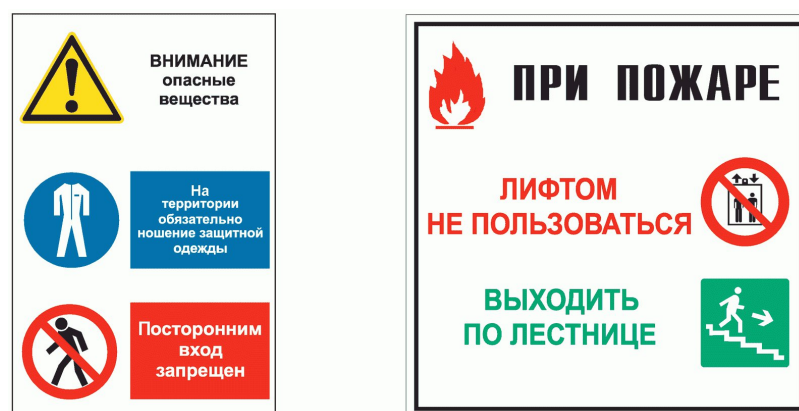 ВНИМАНИЕ
опасные
вещества
На
территории
обязательно
ношение защитной
одежды
Посторонним
вход
запрещен
ПРИ ПОЖАРЕ
ЛИФТОМ
НЕ ПОЛЬЗОВАТЬСЯ
ВЫХОДИТЬ
ПО ЛЕСТНИЦЕ